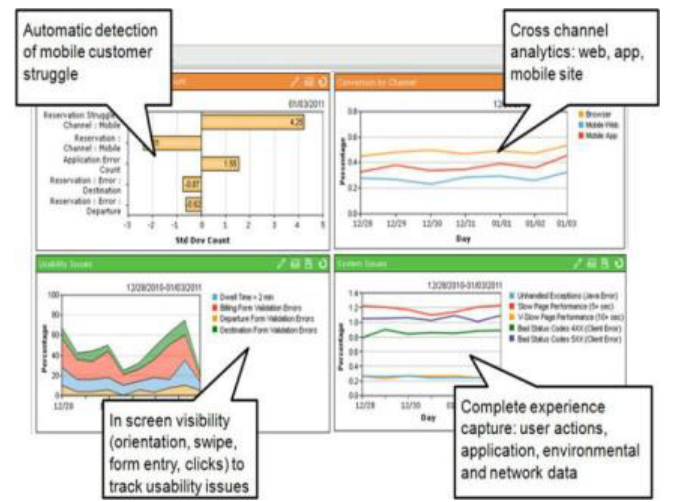 Automatic detection
of mobile customer
struggle
Cross channel
analytics: web, app,
mobile site
01/03/2011
Reservation Struggle
Channel : Mobile
4.25
Reservation :
Channel : Mobile
Application Error
Count
1.55
Reservation : Error :
Destination
-0.87
Reservation : Error :
Departure
-0.62
-3 -2 -1 0 1 2 3 4 5
Std Dev Count
Conversion by Channel
Browser
Mobile Web
Mobile App
Percentage
0.8
0.6
0.4
0.2
0.0
12/28 12/29 12/30 12/31 01/01 01/02 01/03
Day
Usability Issues
12/28/2010-01/03/2011
Dwell Time > 2 min
Billing Form Validation Errors
Departure Form Validation Errors
Destination Form Validation Errors
Percentage
100
80
60
40
20
0
12/28
System Issues
12/28/2010-01/03/2011
Unhandled Exceptions (Java Error)
Slow Page Performance (5+ sec)
V-Slow Page Performance (10+ sec)
Bad Status Codes 4XX (Client Error)
Bad Status Codes 5XX (Client Error)
Percentage
1.4
1.2
1.0
0.8
0.6
0.4
0.2
0.0
12/28 12/30
Day
In screen visibility
(orientation, swipe,
form entry, clicks) to
track usability issues
Complete experience
capture: user actions,
application, environmental
and network data